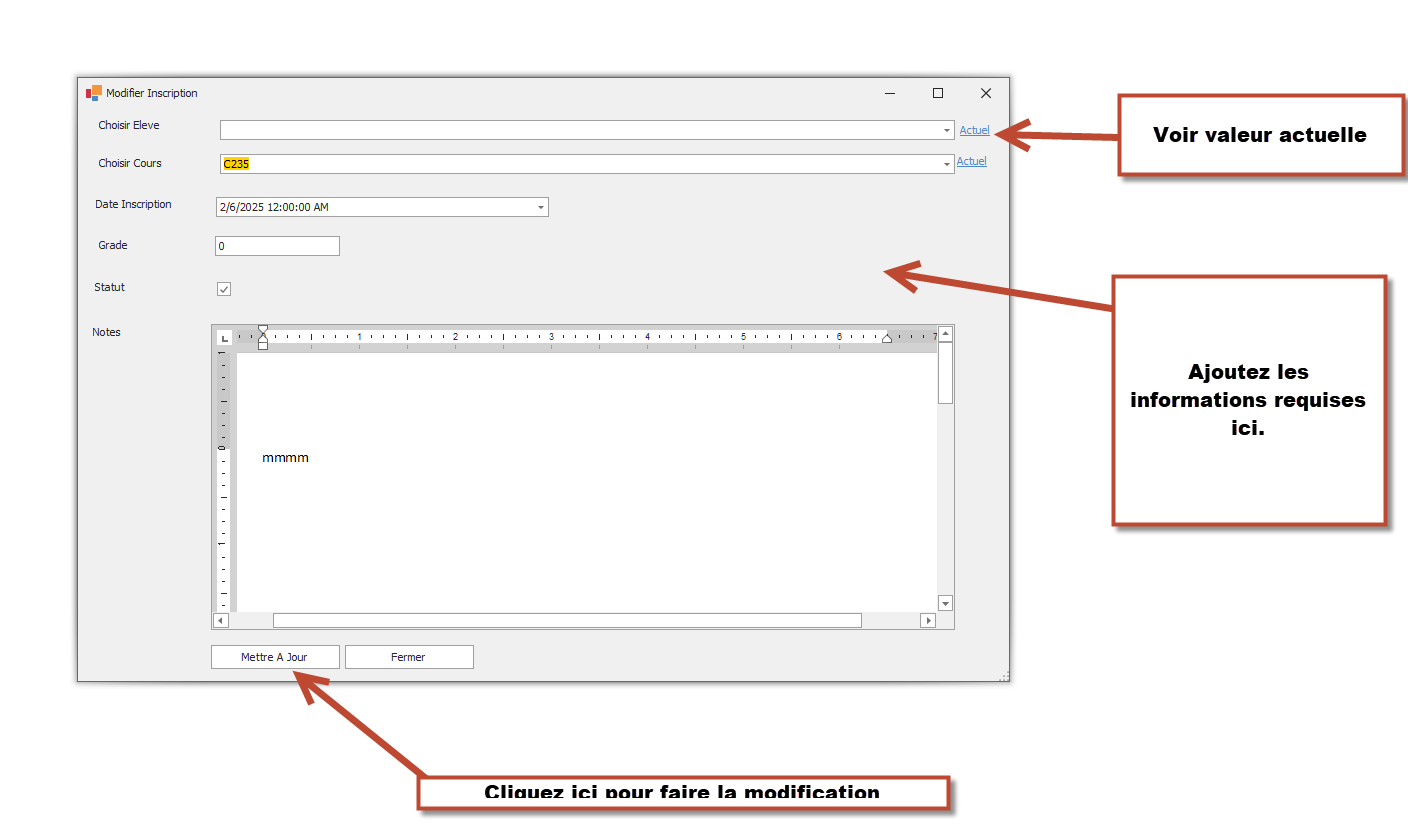 Modifier Inscription
Choisir Eleve
Actuel
Voir valeur actuelle
Choisir Cours
C235
Actuel
Date Inscription
2/6/2025 12:00:00 AM
Grade
0
Statut
Notes
1 2 3 4 5 6 7
mmmm
Ajoutez les
informations requises
ici.
Mettre A Jour
Fermer
Cliquez ici pour faire la modification